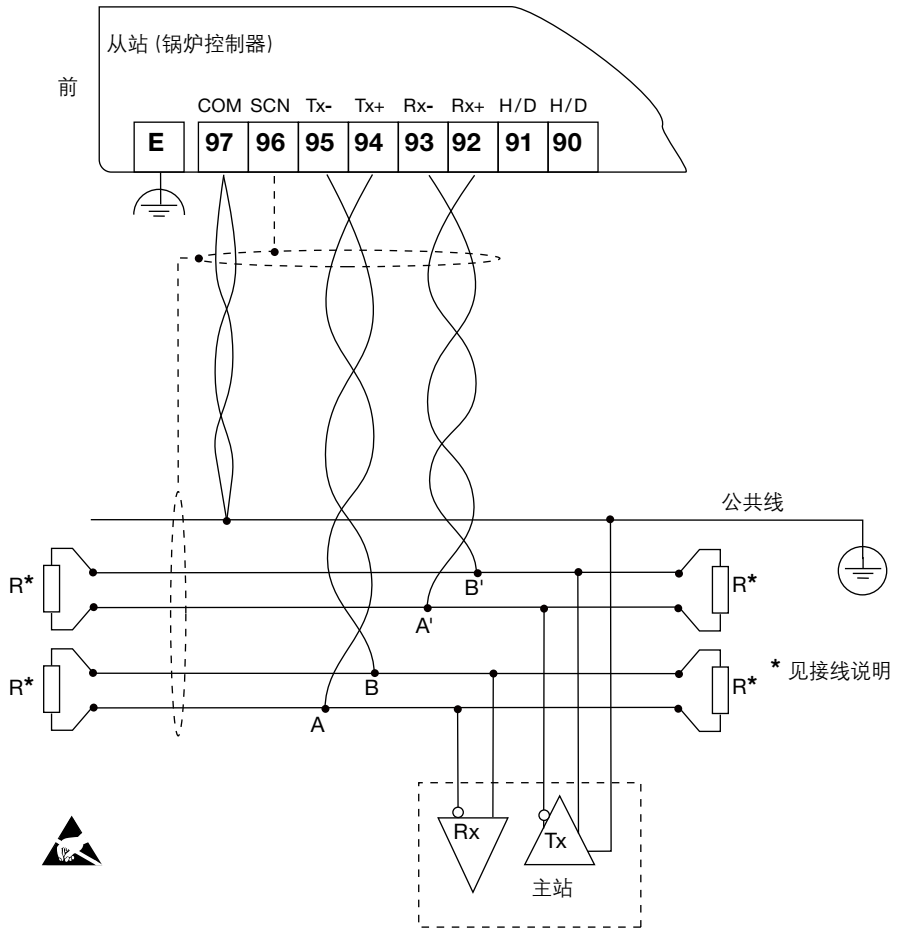 从站 (锅炉控制器)
前
COM SCN Tx- Tx+ Rx- Rx+ H/D H/D
E 97 96 95 94 93 92 91 90
公共线
R* B' R*
A'
R* B R* * 见接线说明
A
Rx Tx
主站